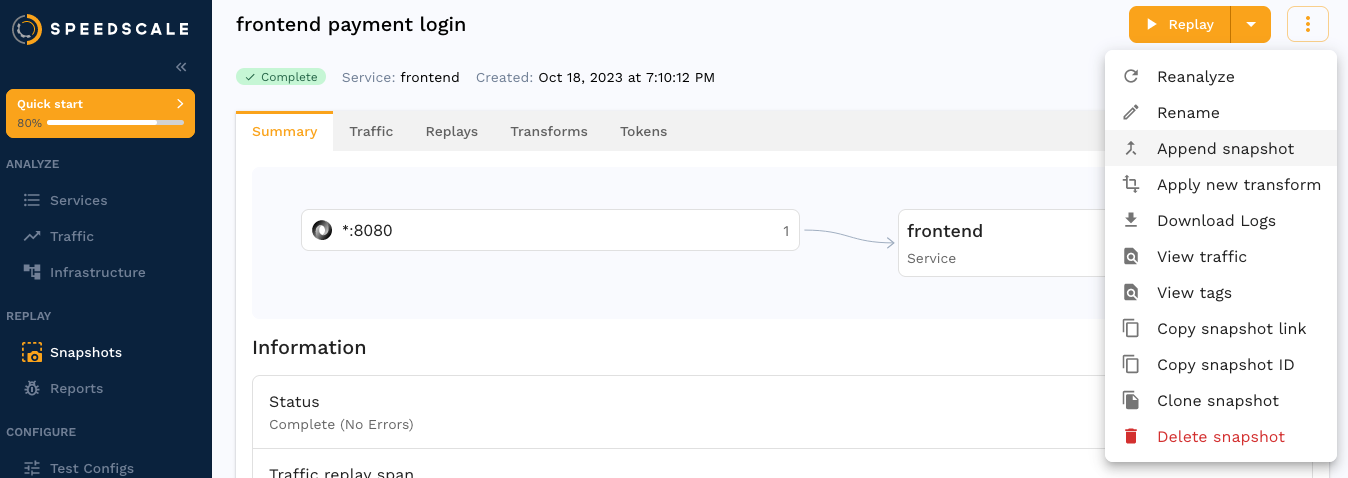 SPEEDSCALE
Quick start
80%
ANALYZE
Services
Traffic
Infrastructure
REPLAY
Snapshots
Reports
CONFIGURE
Test Configs
frontend payment login
Replay
Complete Service: frontend Created: Oct 18, 2023 at 7:10:12 PM
Summary Traffic Replays Transforms Tokens
*:8080 1
frontend
Service
Information
Status
Complete (No Errors)
Traffic replay span
Reanalyze
Rename
Append snapshot
Apply new transform
Download Logs
View traffic
View tags
Copy snapshot link
Copy snapshot ID
Clone snapshot
Delete snapshot